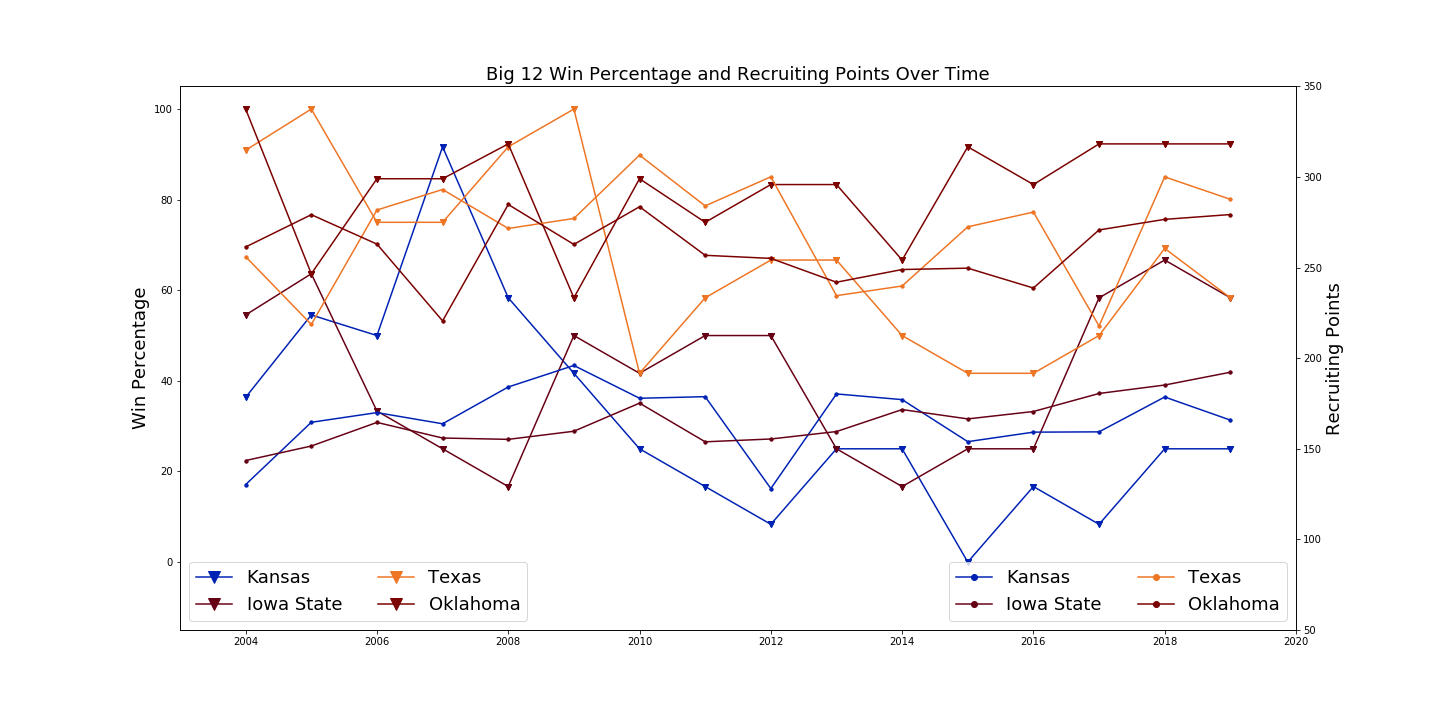 Big 12 Win Percentage and Recruiting Points Over Time
100
80
60
40
20
0
Win Percentage
350
300
250
200
150
100
50
Recruiting Points
Kansas Texas
Iowa State Oklahoma
Kansas Texas
Iowa State Oklahoma
2004 2006 2008 2010 2012 2014 2016 2018 2020